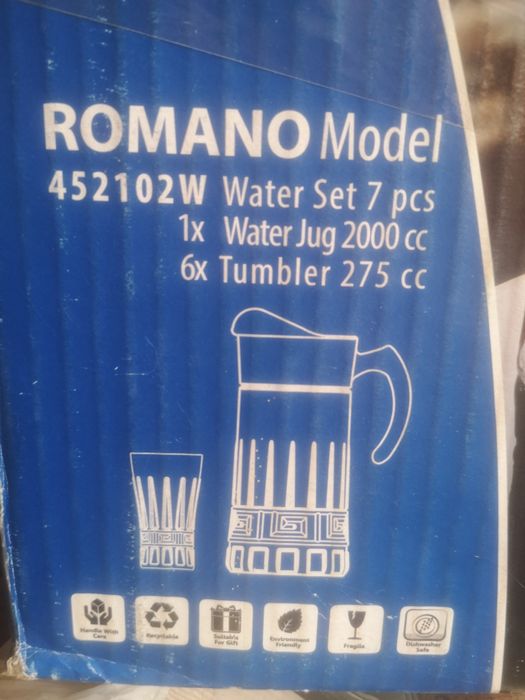 ROMANO Model
452102W Water Set 7 pcs
1x Water Jug 2000 cc
6x Tumbler 275 cc
Handle With
Care
Recyclable
Suitable
For Gift
Environment
Friendly
Fragile
Dishwasher
Safe